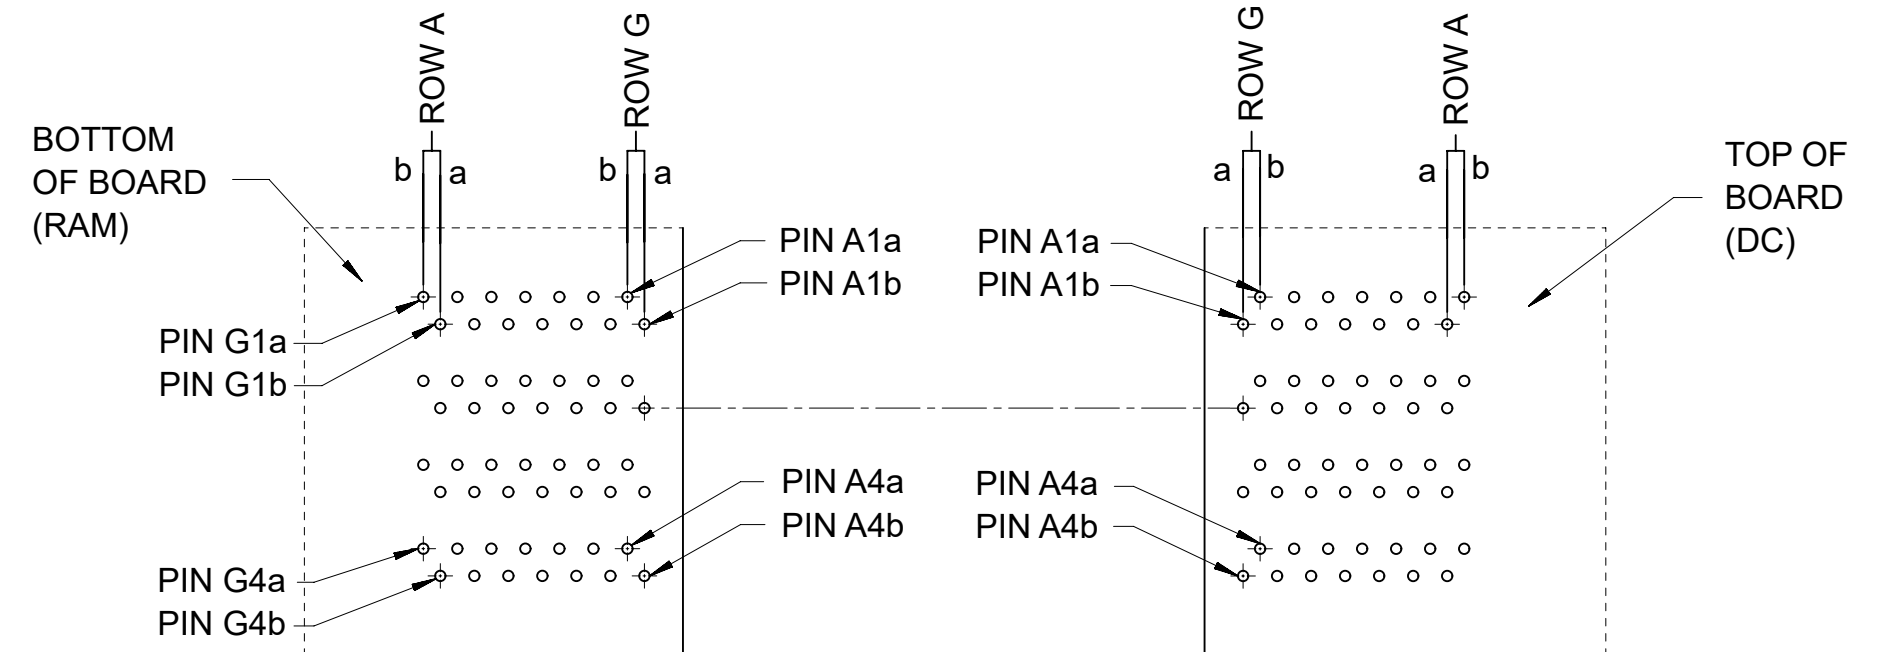 ROW A
ROW G
ROW G
ROW A
BOTTOM
OF BOARD
(RAM)
b
a
b
a
a
b
a
b
TOP OF
BOARD
(DC)
PIN A1a
PIN A1b
PIN A1a
PIN A1b
PIN G1a
PIN G1b
PIN A4a
PIN A4b
PIN A4a
PIN A4b
PIN G4a
PIN G4b